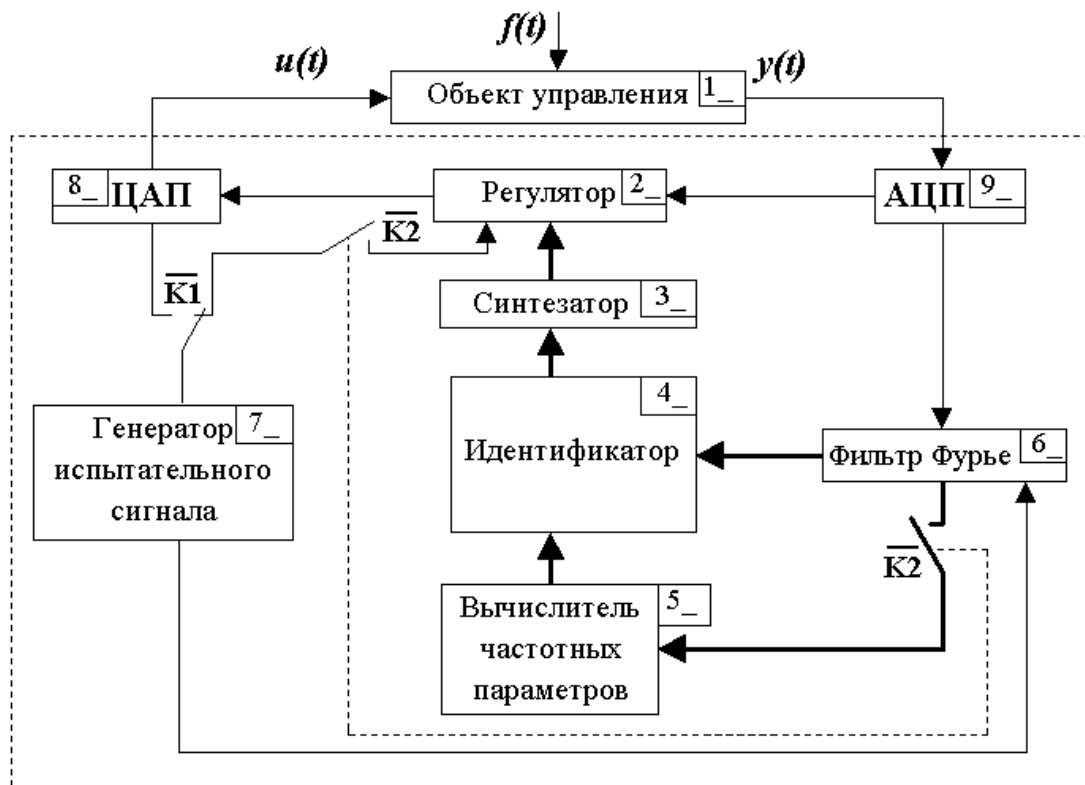 f(t)
u(t)
y(t)
Объект управления
1_
8_
ЦАП
Регулятор
2_
АЦП
9_
K2
K1
Синтезатор
3_
4_
Идентификатор
Генератор
7_
испытательного
сигнала
Фильтр Фурье
6_
K2
Вычислитель
5_
частотных
параметров